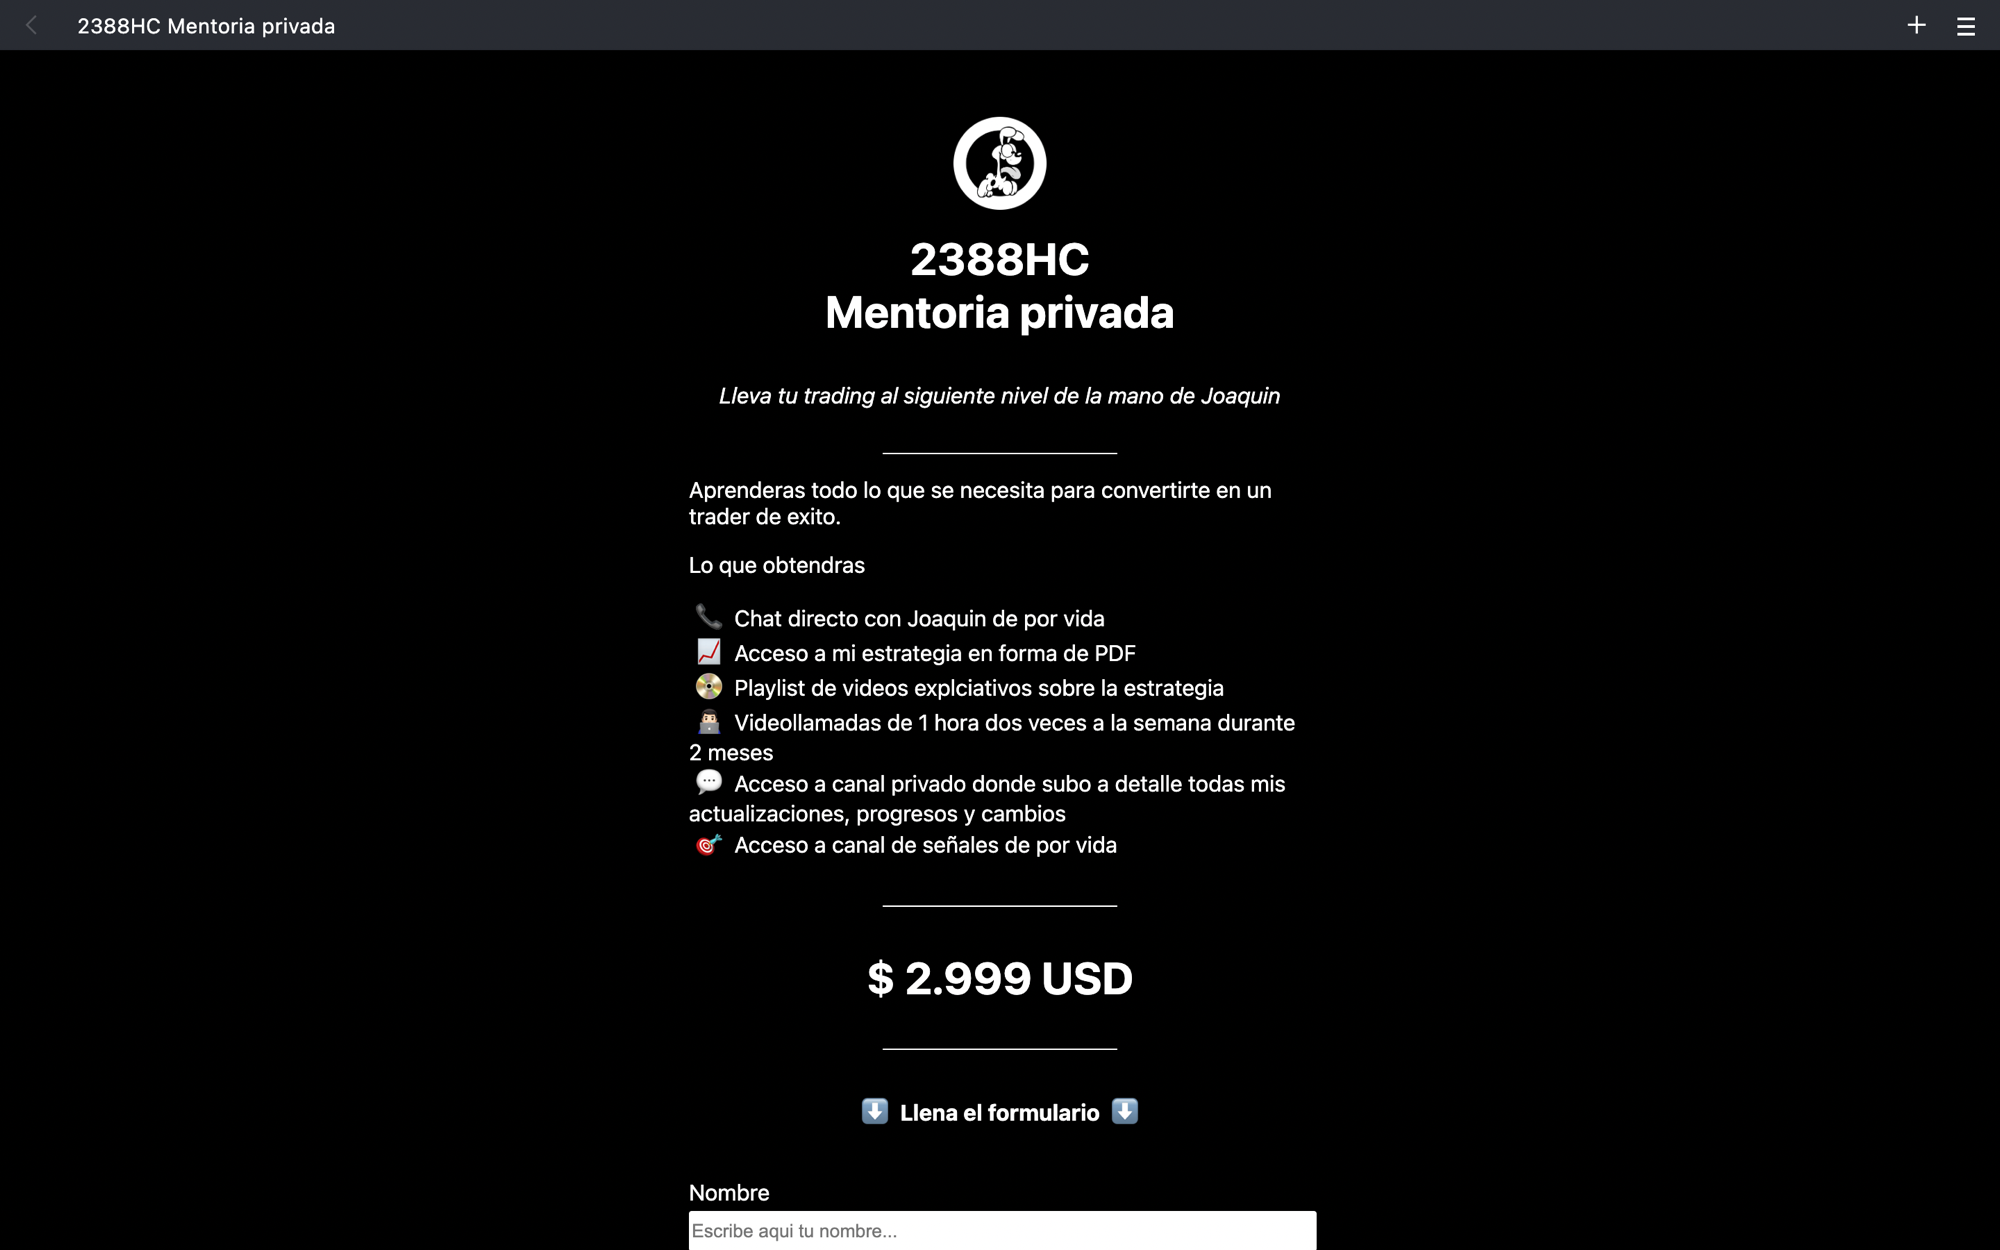 2388HC Mentoria privada
2388HC
Mentoria privada
Lleva tu trading al siguiente nivel de la mano de Joaquin
Aprenderas todo lo que se necesita para convertirte en un
trader de exito.
Lo que obtendras
📞 Chat directo con Joaquin de por vida
📈 Acceso a mi estrategia en forma de PDF
📀 Playlist de videos explciativos sobre la estrategia
👨🏻‍💻 Videollamadas de 1 hora dos veces a la semana durante
2 meses
💬 Acceso a canal privado donde subo a detalle todas mis
actualizaciones, progresos y cambios
🎯 Acceso a canal de señales de por vida
$ 2.999 USD
⬇️ Llena el formulario ⬇️
Nombre
Escribe aqui tu nombre...